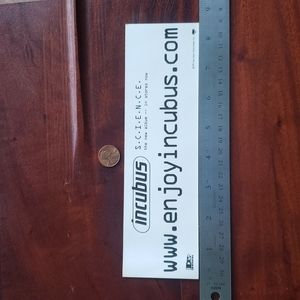 incubus
S.C.I.E.N.C.E.
the new album -- in stores now
www.enjoyincubus.com